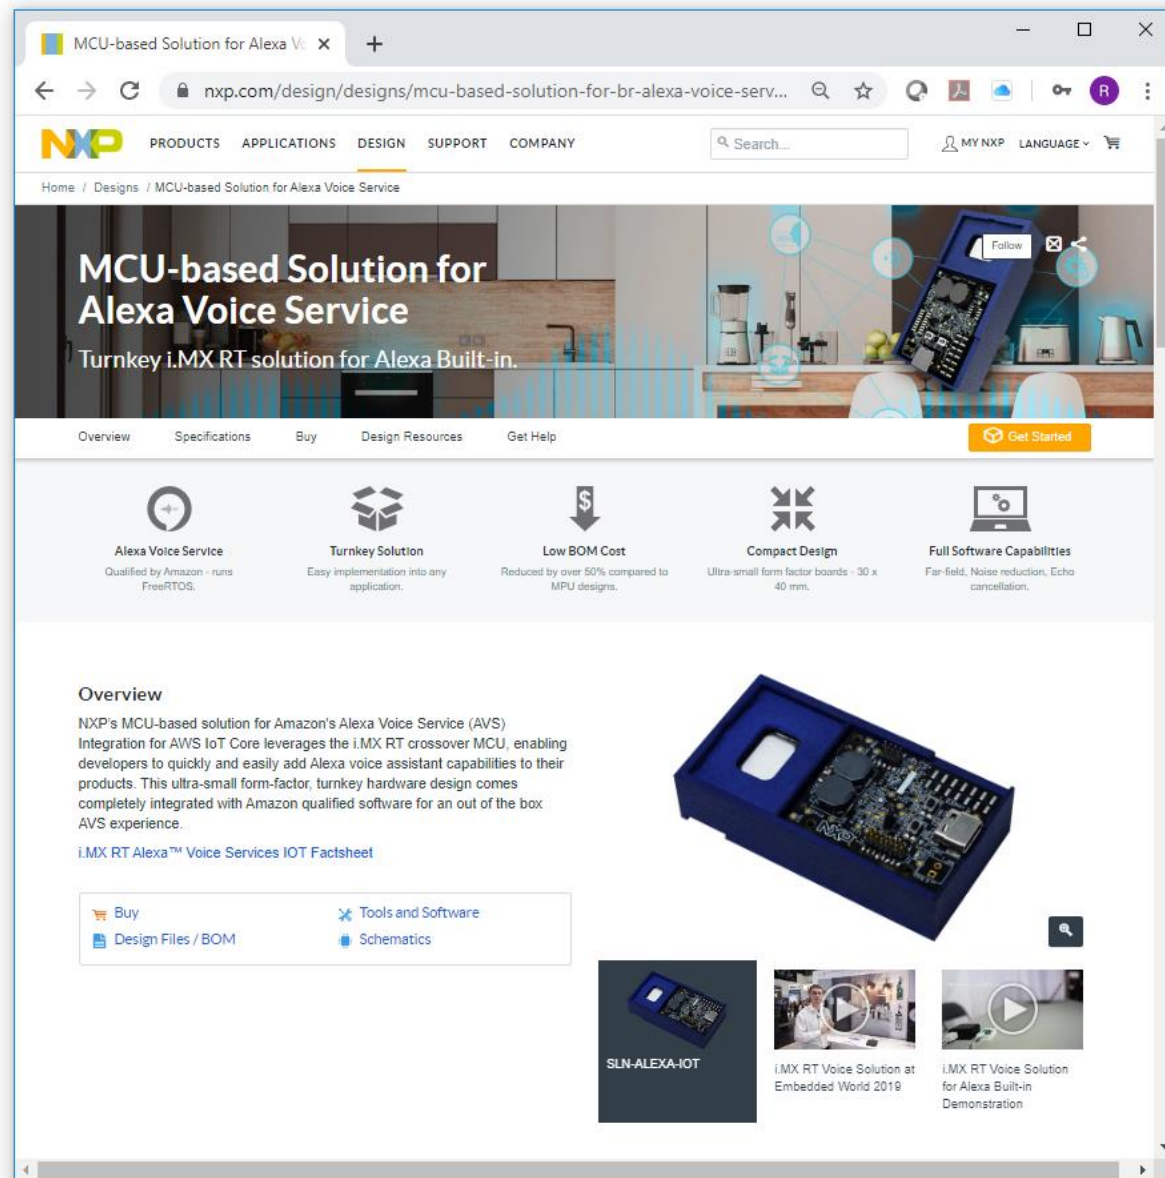 MCU-based Solution for Alexa Vc
nxp.com/design/designs/mcu-based-solution-for-br-alexa-voice-serv...
R
NXP PRODUCTS APPLICATIONS DESIGN SUPPORT COMPANY Search... MY NXP LANGUAGE
Home / Designs / MCU-based Solution for Alexa Voice Service
MCU-based Solution for
Alexa Voice Service
Turnkey i.MX RT solution for Alexa Built-in.
Follow
Overview Specifications Buy Design Resources Get Help Get Started
Alexa Voice Service
Qualified by Amazon - runs
FreeRTOS.
Turnkey Solution
Easy implementation into any
application.
Low BOM Cost
Reduced by over 50% compared to
MPU designs.
Compact Design
Ultra-small form factor boards - 30 x
40 mm.
Full Software Capabilities
Far-field, Noise reduction, Echo
cancellation.
Overview
NXP's MCU-based solution for Amazon's Alexa Voice Service (AVS)
Integration for AWS IoT Core leverages the i.MX RT crossover MCU, enabling
developers to quickly and easily add Alexa voice assistant capabilities to their
products. This ultra-small form-factor, turnkey hardware design comes
completely integrated with Amazon qualified software for an out of the box
AVS experience.
i.MX RT Alexa™ Voice Services IOT Factsheet
Buy
Tools and Software
Design Files / BOM
Schematics
NXP
SLN-ALEXA-IOT
i.MX RT Voice Solution at
Embedded World 2019
i.MX RT Voice Solution
for Alexa Built-in
Demonstration